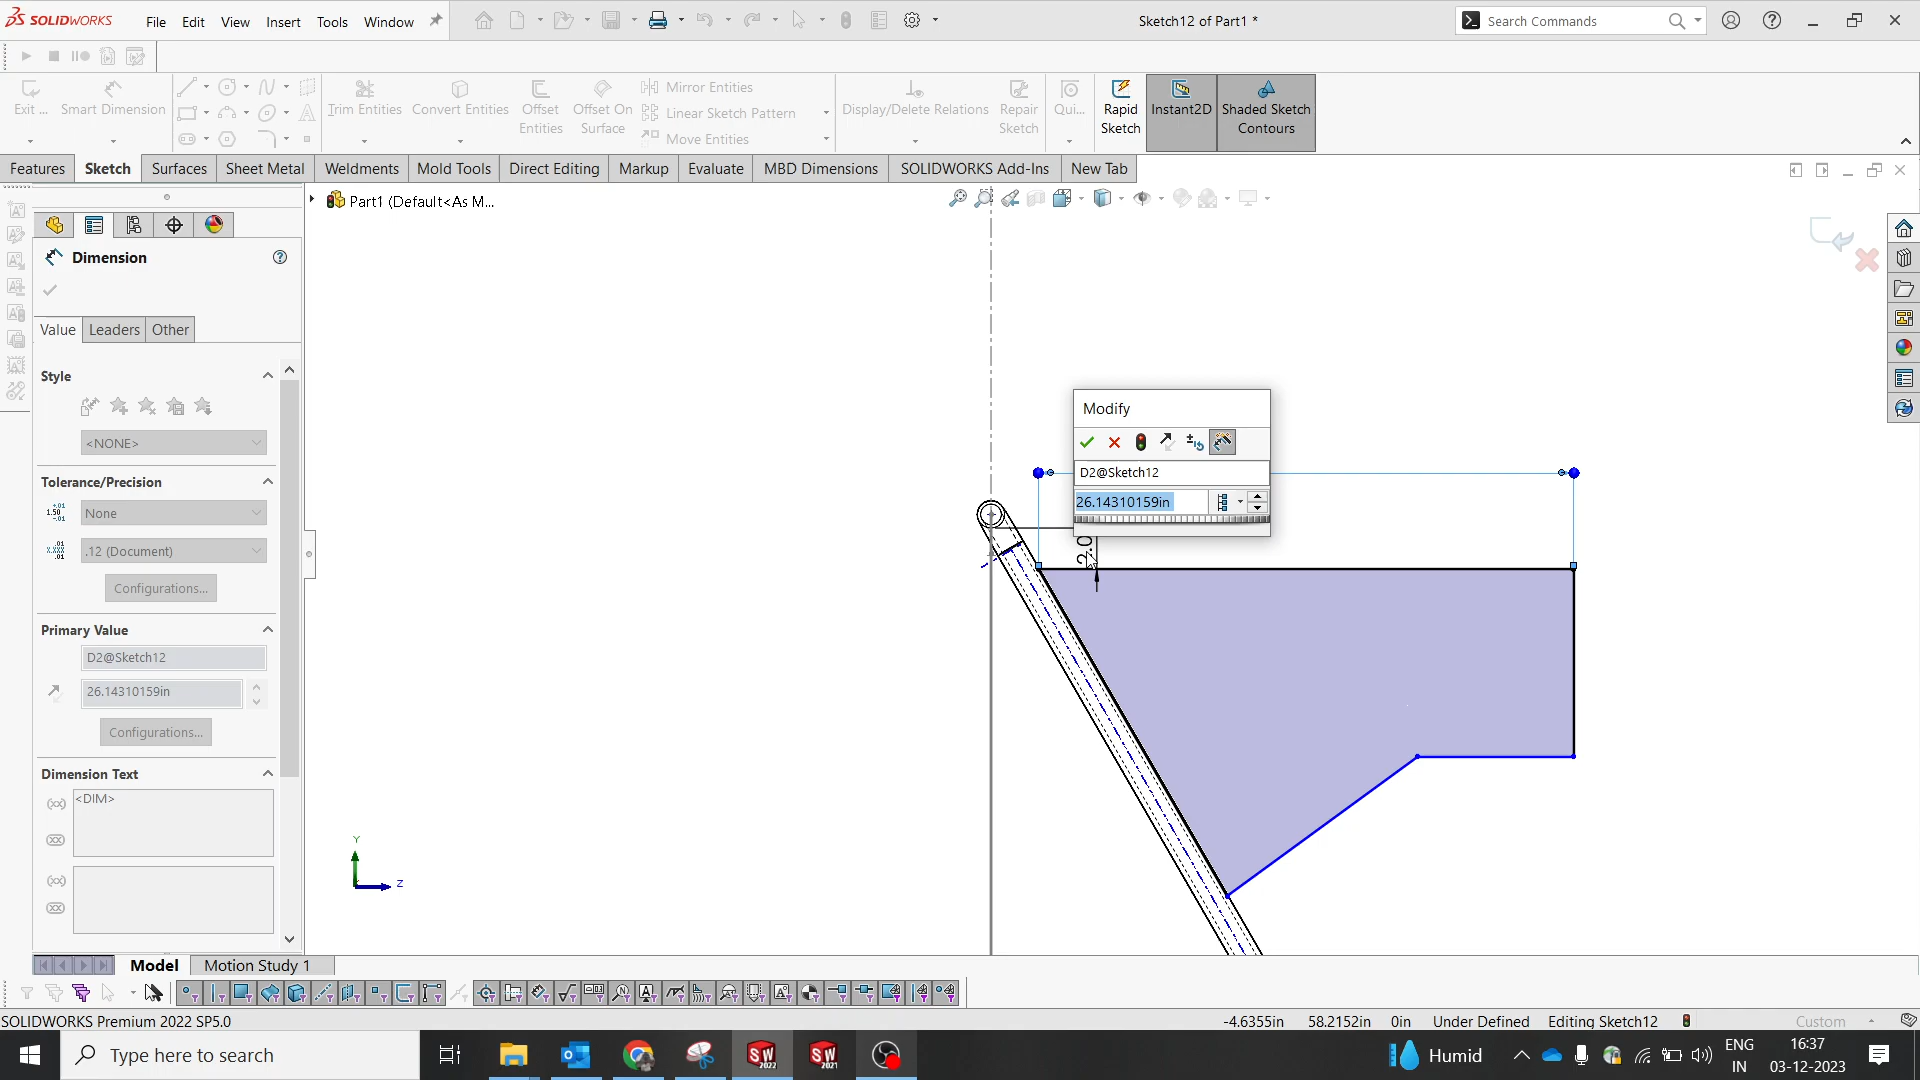 SOLIDWORKS File Edit View Insert Tools Window
Sketch12 of Part1 *
Search Commands
Exit ...
Smart Dimension
Trim Entities
Convert Entities
Offset Entities
Offset On Surface
Mirror Entities
Linear Sketch Pattern
Move Entities
Display/Delete Relations
Repair Sketch
Qui...
Rapid Sketch
Instant2D
Shaded Sketch Contours
Features Sketch Surfaces Sheet Metal Weldments Mold Tools Direct Editing Markup Evaluate MBD Dimensions SOLIDWORKS Add-Ins New Tab
Part1 (Default<As M...
Dimension
Value Leaders Other
Style
<NONE>
Tolerance/Precision
None
.12 (Document)
Configurations...
Primary Value
D2@Sketch12
26.14310159in
Configurations...
Dimension Text
<DIM>
Modify
D2@Sketch12
26.14310159in
2.0
Y
Z
Model Motion Study 1
SOLIDWORKS Premium 2022 SP5.0
-4.6355in 58.2152in 0in Under Defined Editing Sketch12 Custom
Type here to search
SW 2022
SW 2021
Humid
ENG
IN
16:37
03-12-2023